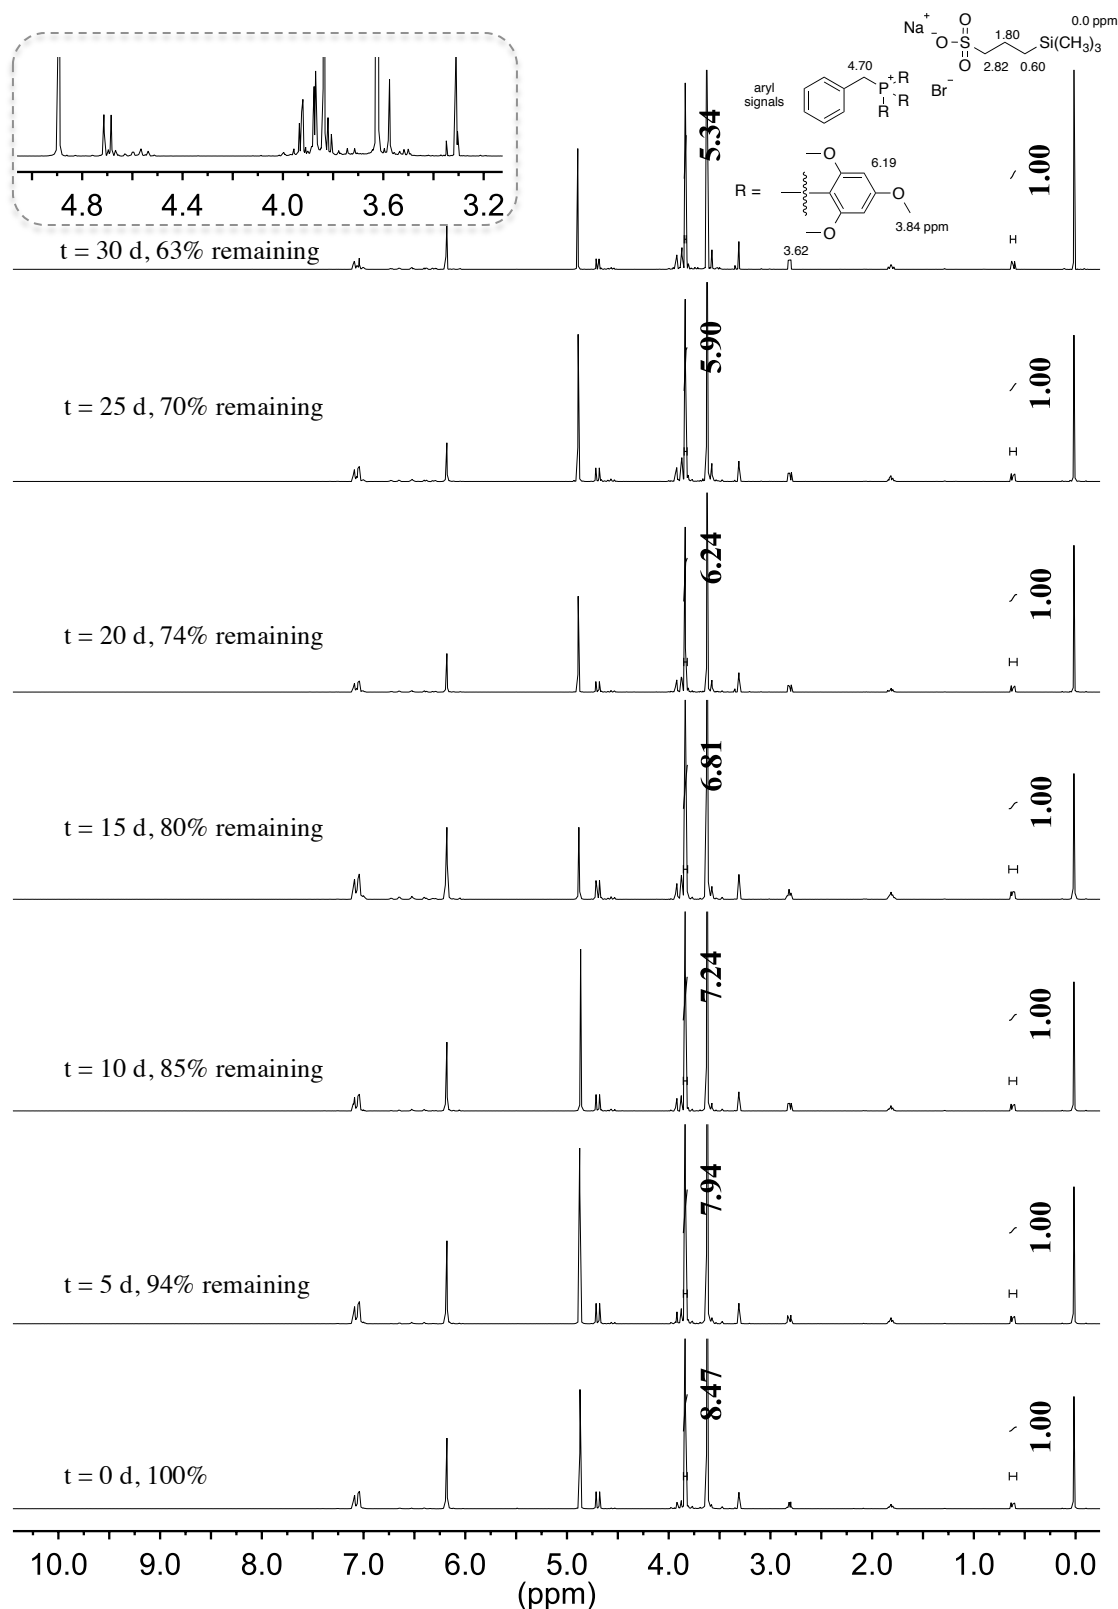 Na+
-O
O
S
O
1.80
2.82
0.60
0.0 ppm
Si(CH3)3
aryl
signals
4.70
P+
R
R
R
Br-
R =
O
O
O
6.19
3.84 ppm
3.62
4.8 4.4 4.0 3.6 3.2
t = 30 d, 63% remaining
5.34
1.00
t = 25 d, 70% remaining
5.90
1.00
t = 20 d, 74% remaining
6.24
1.00
t = 15 d, 80% remaining
6.81
1.00
t = 10 d, 85% remaining
7.24
1.00
t = 5 d, 94% remaining
7.94
1.00
t = 0 d, 100%
8.47
1.00
10.0 9.0 8.0 7.0 6.0 5.0 4.0 3.0 2.0 1.0 0.0
(ppm)